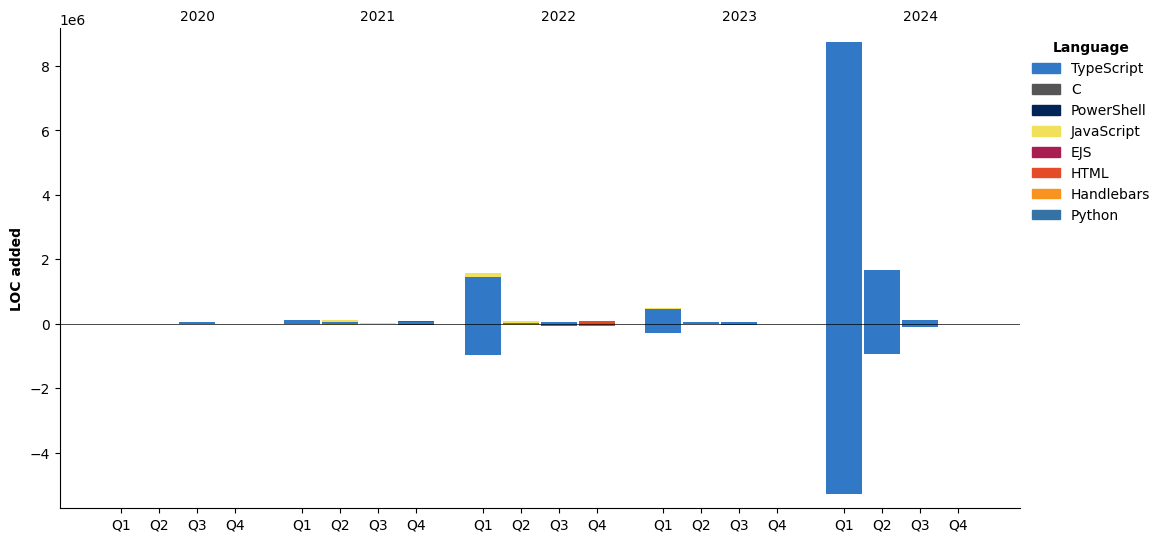 2020 2021 2022 2023 2024
1e6
Language
TypeScript
C
PowerShell
JavaScript
EJS
HTML
Handlebars
Python
LOC added
8
6
4
2
0
−2
−4
Q1 Q2 Q3 Q4 Q1 Q2 Q3 Q4 Q1 Q2 Q3 Q4 Q1 Q2 Q3 Q4 Q1 Q2 Q3 Q4